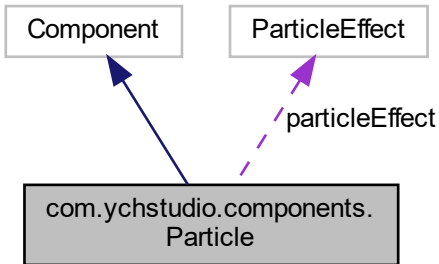 Component
ParticleEffect
particleEffect
com.ychstudio.components.
Particle